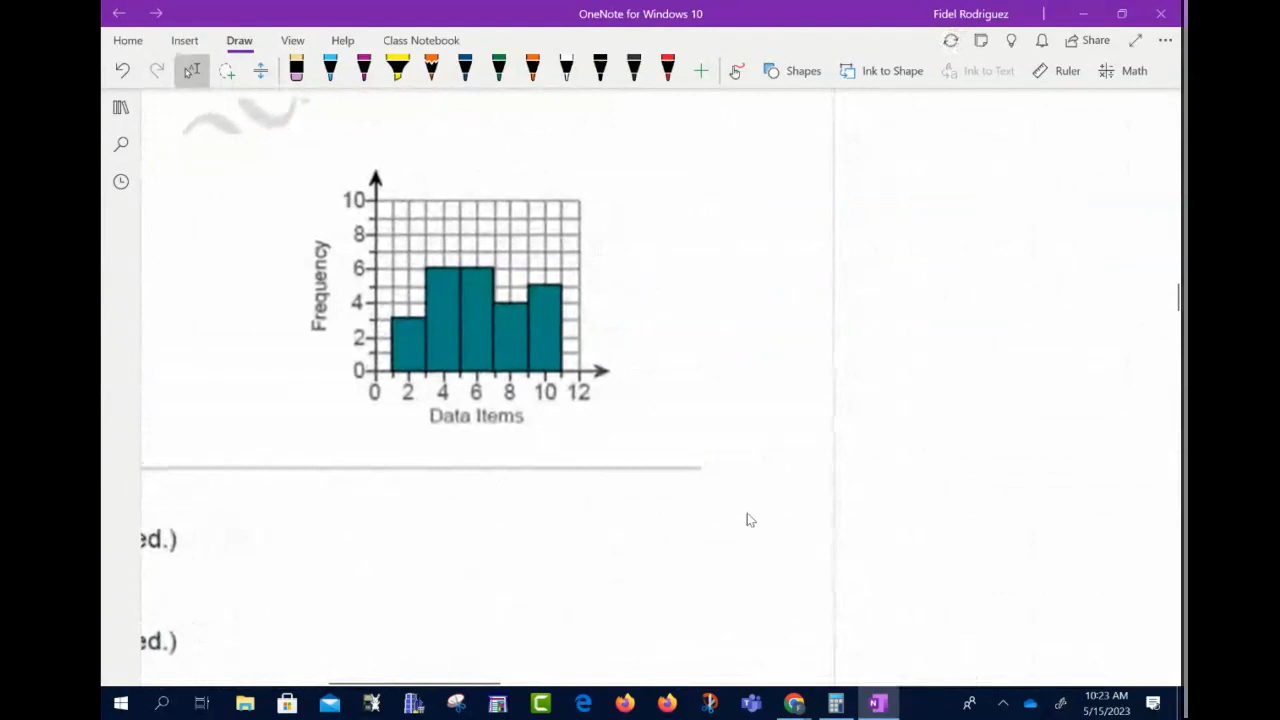 OneNote for Windows 10
Fidel Rodriguez
Home
Insert
Draw
View
Help
Class Notebook
Share
Shapes
Ink to Shape
Ink to Text
Ruler
Math
10
8
6
4
2
0
Frequency
0 2 4 6 8 10 12
Data Items
ed.)
ed.)
10:23 AM
5/15/2023